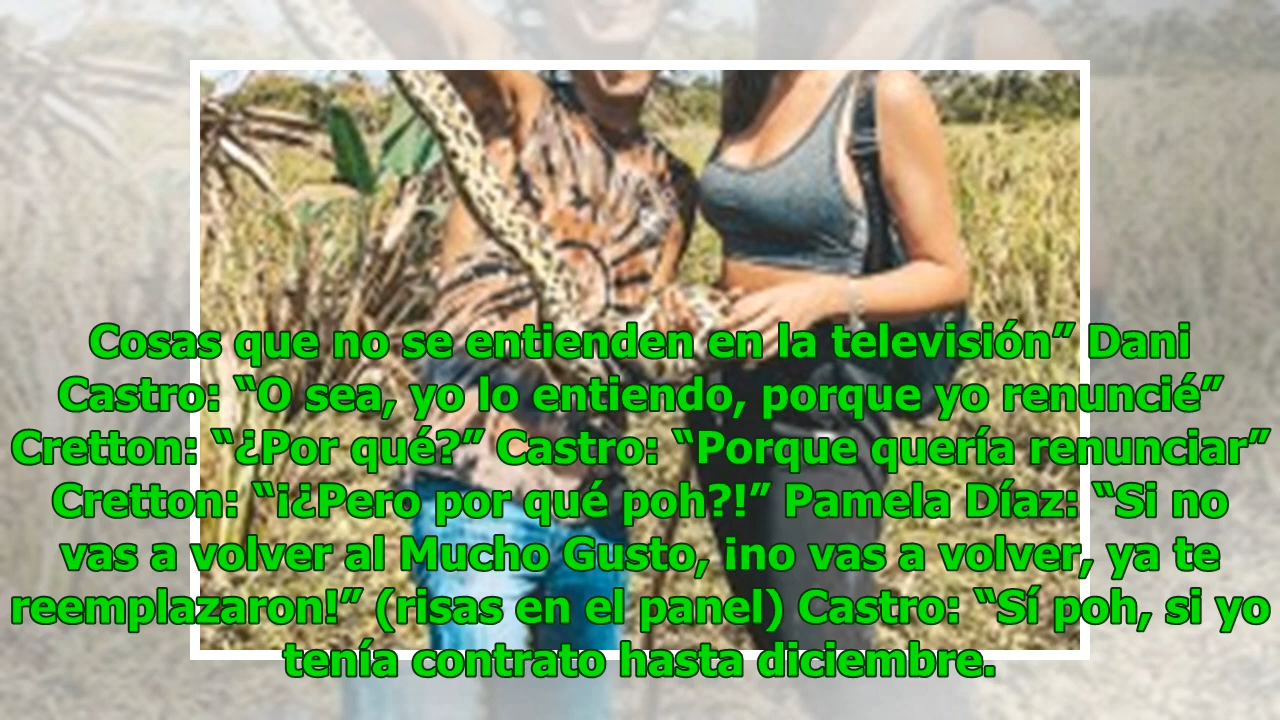 Cosas que no se entienden en la televisión” Dani
Castro: “O sea, yo lo entiendo, porque yo renuncié”
Cretton: “¿Por qué?” Castro: “Porque quería renunciar”
Cretton: “¡¿Pero por qué poh?!” Pamela Díaz: “Si no
vas a volver al Mucho Gusto, ¡no vas a volver, ya te
reemplazaron!” (risas en el panel) Castro: “Sí poh, si yo
tenía contrato hasta diciembre.